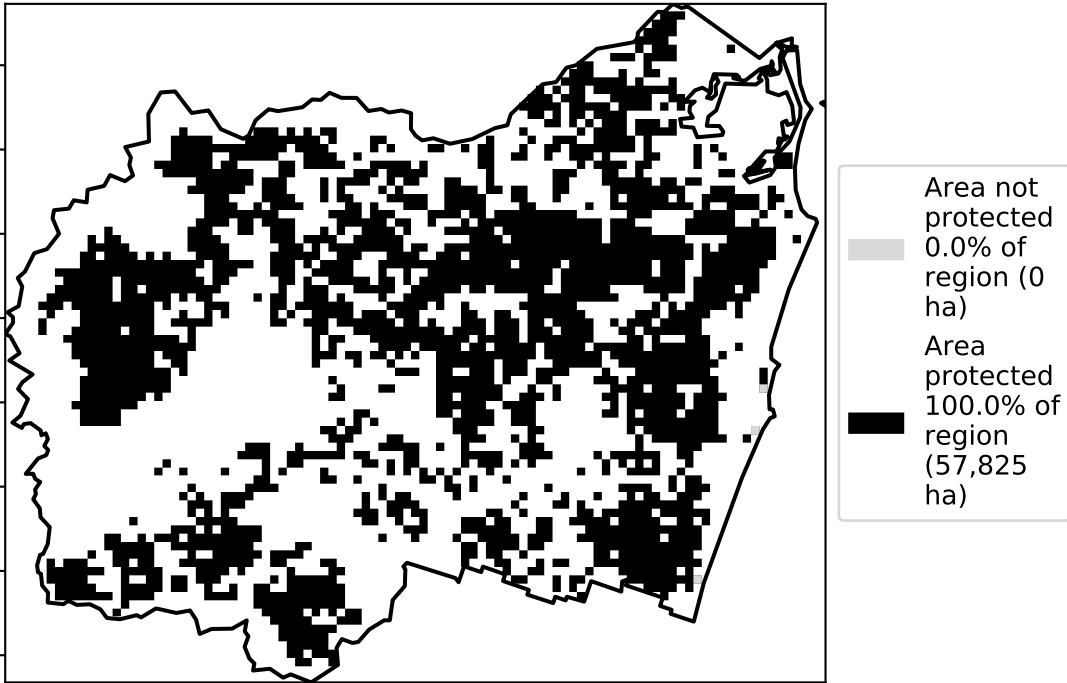 Area not
protected
0.0% of
region (0
ha)
Area
protected
100.0% of
region
(57,825
ha)